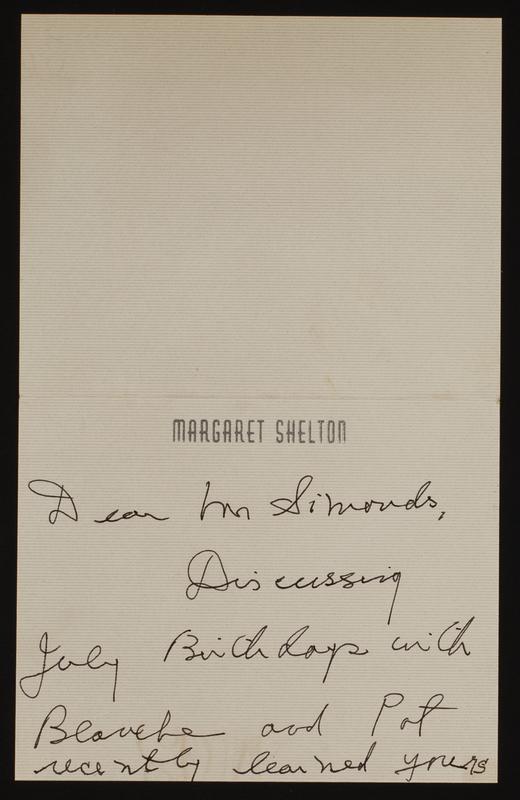 MARGARET SHELTON
Dear Mr Simonds,
Discussing
July Birthdays with
Blanche and Pat
recently learned yours